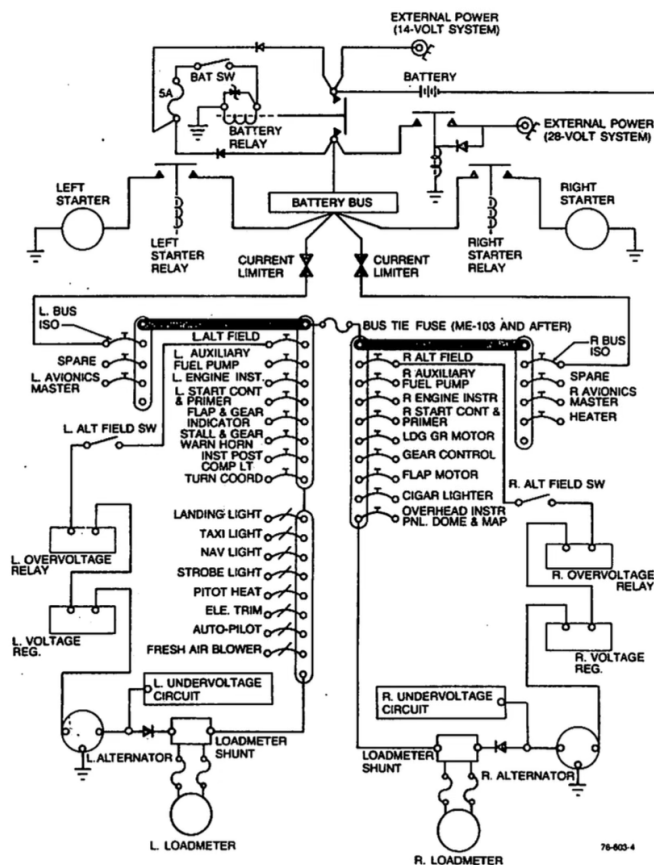 EXTERNAL POWER
(14-VOLT SYSTEM)
BAT SW
5A
BATTERY
BATTERY
RELAY
EXTERNAL POWER
(28-VOLT SYSTEM)
LEFT
STARTER
BATTERY BUS
RIGHT
STARTER
LEFT
STARTER
RELAY
RIGHT
STARTER
RELAY
CURRENT
LIMITER
CURRENT
LIMITER
L. BUS
ISO
BUS TIE FUSE (ME-103 AND AFTER)
R BUS
ISO
SPARE
L. AVIONICS
MASTER
L. ALT FIELD
L. AUXILIARY
FUEL PUMP
L. ENGINE INST.
L. START CONT
& PRIMER
FLAP & GEAR
INDICATOR
STALL & GEAR
WARN HORN
INST POST
COMP LT
TURN COORD
R ALT FIELD
R AUXILIARY
FUEL PUMP
R ENGINE INSTR
R START CONT &
PRIMER
LDG GR MOTOR
GEAR CONTROL
FLAP MOTOR
CIGAR LIGHTER
OVERHEAD INSTR
PNL. DOME & MAP
SPARE
R AVIONICS
MASTER
HEATER
L. ALT FIELD SW
R. ALT FIELD SW
LANDING LIGHT
TAXI LIGHT
NAV LIGHT
STROBE LIGHT
PITOT HEAT
ELE. TRIM
AUTO-PILOT
FRESH AIR BLOWER
L. OVERVOLTAGE
RELAY
R. OVERVOLTAGE
RELAY
L. VOLTAGE
REG.
R. VOLTAGE
REG.
L. UNDERVOLTAGE
CIRCUIT
R. UNDERVOLTAGE
CIRCUIT
L. ALTERNATOR
LOADMETER
SHUNT
LOADMETER
SHUNT
R. ALTERNATOR
L. LOADMETER
R. LOADMETER
76-603-4